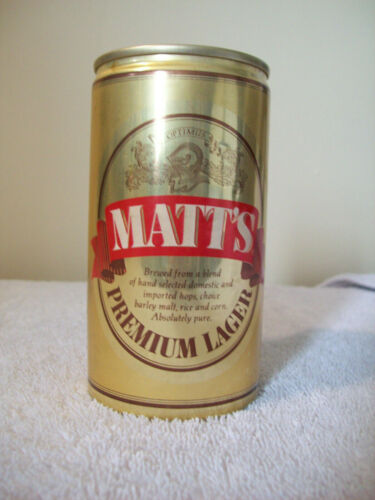 OPTIMUS
MATT'S
Brewed from a blend
of hand selected domestic and
imported hops, choice
barley malt, rice and corn.
Absolutely pure.
PREMIUM LAGER